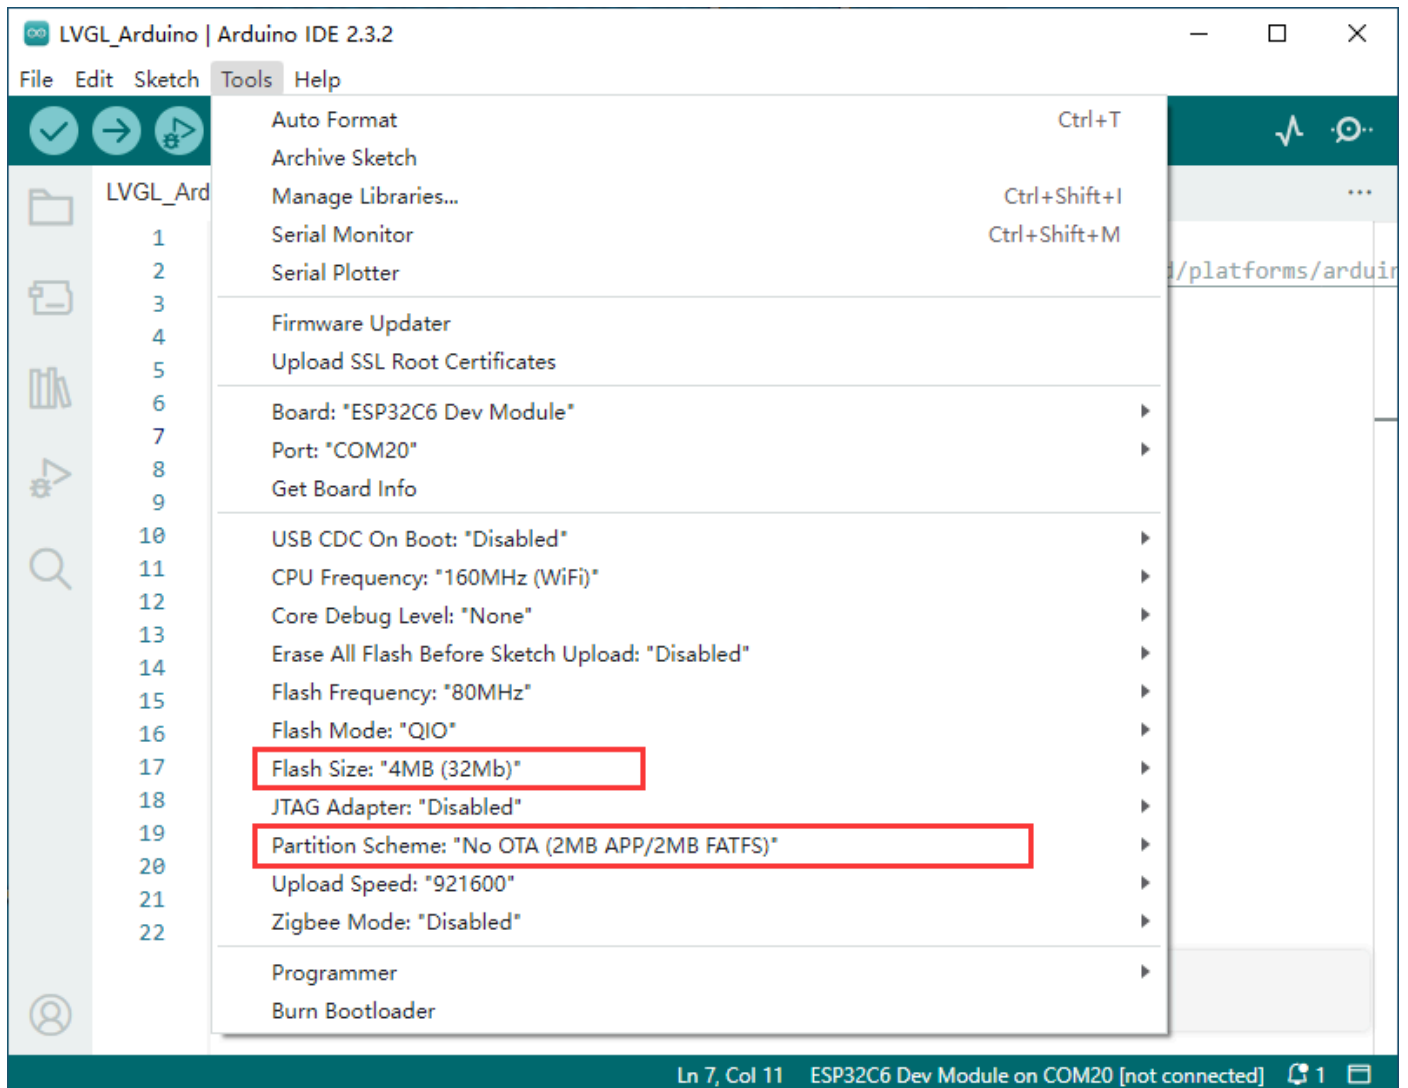 LVGL_Arduino | Arduino IDE 2.3.2
File Edit Sketch Tools Help
Auto Format Ctrl+T
Archive Sketch
LVGL_Ard
Manage Libraries... Ctrl+Shift+I
Serial Monitor Ctrl+Shift+M
Serial Plotter
d/platforms/arduin
Firmware Updater
Upload SSL Root Certificates
Board: "ESP32C6 Dev Module"
Port: "COM20"
Get Board Info
USB CDC On Boot: "Disabled"
CPU Frequency: "160MHz (WiFi)"
Core Debug Level: "None"
Erase All Flash Before Sketch Upload: "Disabled"
Flash Frequency: "80MHz"
Flash Mode: "QIO"
Flash Size: "4MB (32Mb)"
JTAG Adapter: "Disabled"
Partition Scheme: "No OTA (2MB APP/2MB FATFS)"
Upload Speed: "921600"
Zigbee Mode: "Disabled"
Programmer
Burn Bootloader
1
2
3
4
5
6
7
8
9
10
11
12
13
14
15
16
17
18
19
20
21
22
Ln 7, Col 11 ESP32C6 Dev Module on COM20 [not connected] 1